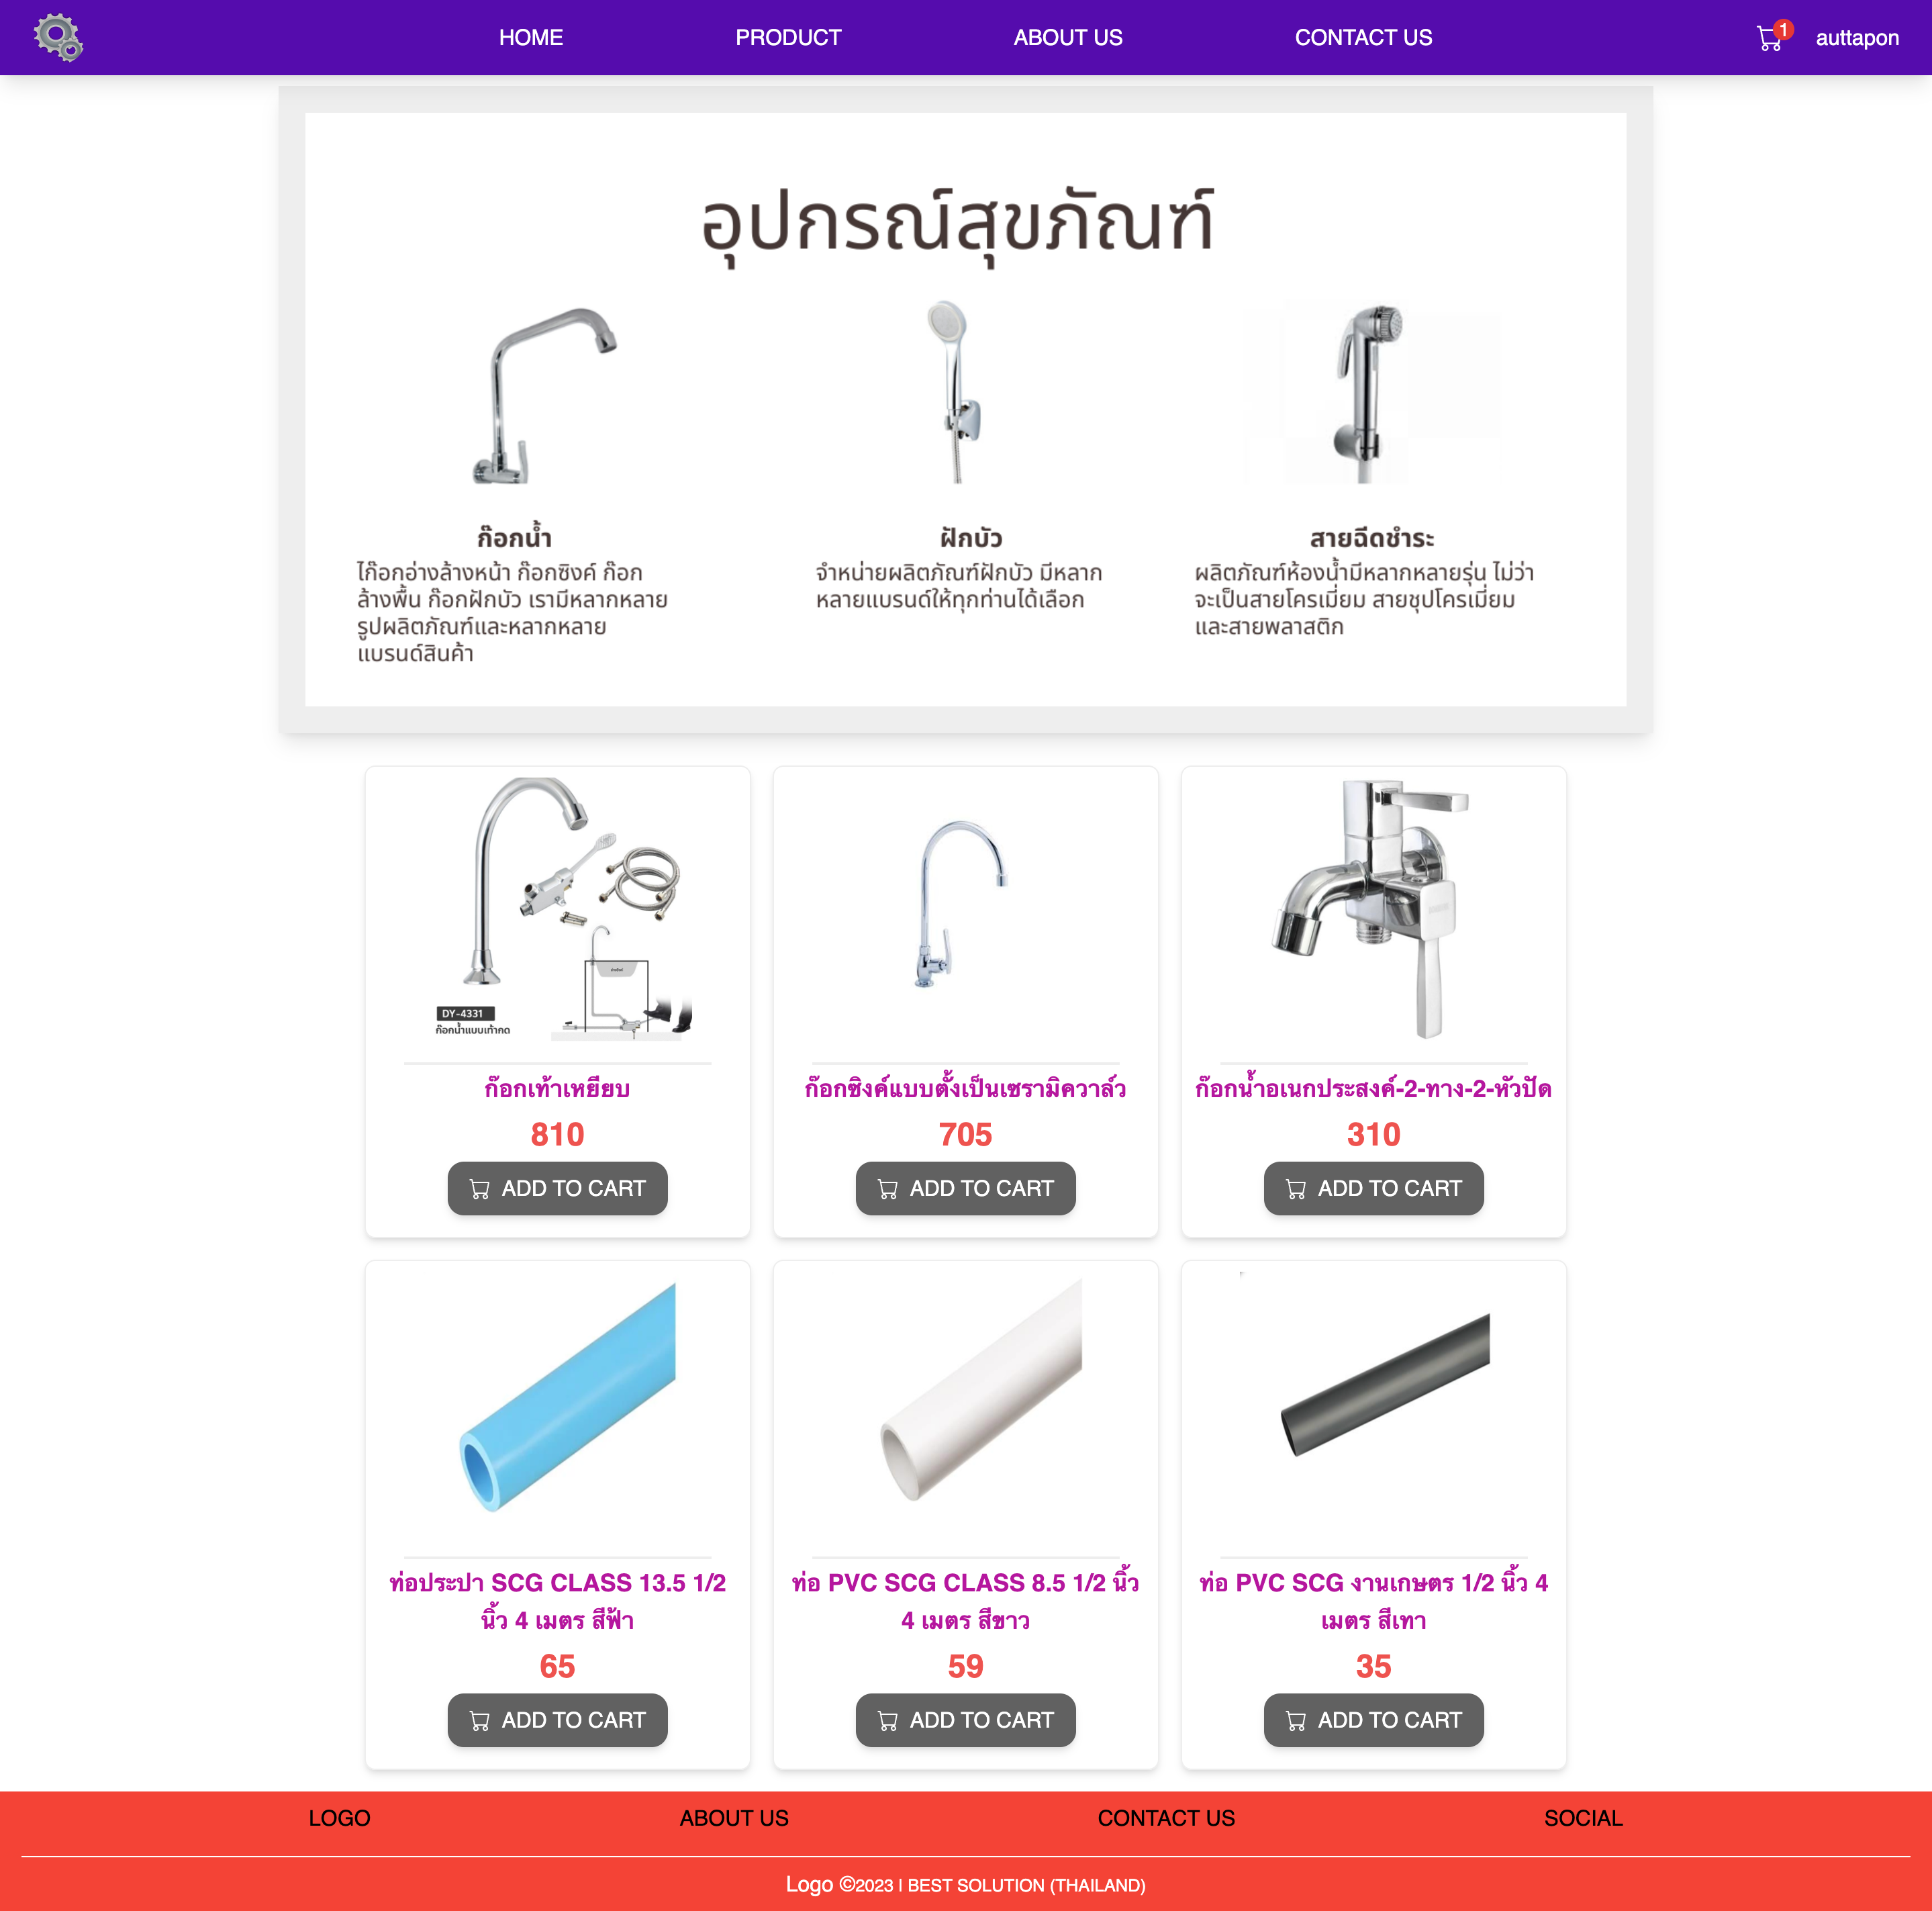 HOME PRODUCT ABOUT US CONTACT US 1 auttapon
อุปกรณ์สุขภัณฑ์
ก๊อกน้ำ
ไก๊อกอ่างล้างหน้า ก๊อกซิงค์ ก๊อก
ล้างพื้น ก๊อกฝักบัว เรามีหลากหลาย
รูปผลิตภัณฑ์และหลากหลาย
แบรนด์สินค้า
ฝักบัว
จำหน่ายผลิตภัณฑ์ฝักบัว มีหลาก
หลายแบรนด์ให้ทุกท่านได้เลือก
สายฉีดชำระ
ผลิตภัณฑ์ห้องน้ำมีหลากหลายรุ่น ไม่ว่า
จะเป็นสายโครเมี่ยม สายชุปโครเมี่ยม
และสายพลาสติก
DY-4331
ก๊อกน้ำแบบเท้ากด
ก๊อกเท้าเหยียบ
810
ADD TO CART
ก๊อกซิงค์แบบตั้งเป็นเซรามิควาล์ว
705
ADD TO CART
ก๊อกน้ำอเนกประสงค์-2-ทาง-2-หัวปัด
310
ADD TO CART
ท่อประปา SCG CLASS 13.5 1/2
นิ้ว 4 เมตร สีฟ้า
65
ADD TO CART
ท่อ PVC SCG CLASS 8.5 1/2 นิ้ว
4 เมตร สีขาว
59
ADD TO CART
ท่อ PVC SCG งานเกษตร 1/2 นิ้ว 4
เมตร สีเทา
35
ADD TO CART
LOGO ABOUT US CONTACT US SOCIAL
Logo ©2023 | BEST SOLUTION (THAILAND)